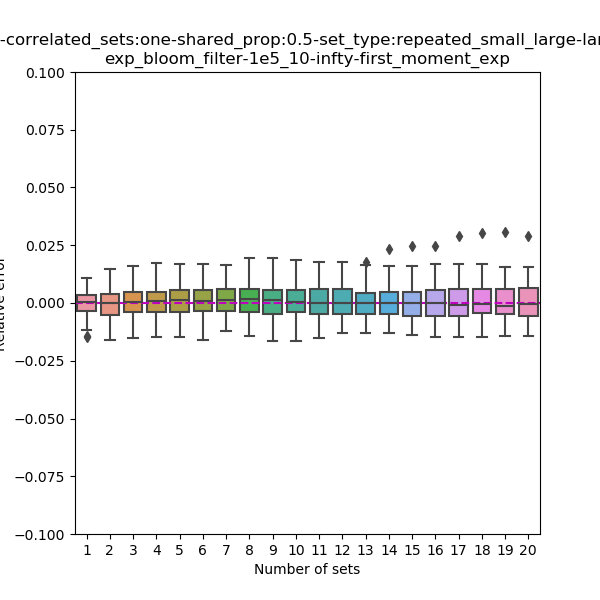 -correlated_sets:one-shared_prop:0.5-set_type:repeated_small_large-lar
exp_bloom_filter-1e5_10-infty-first_moment_exp
0.100
0.075
0.050
0.025
0.000
−0.025
−0.050
−0.075
−0.100
Relative error
1 2 3 4 5 6 7 8 9 10 11 12 13 14 15 16 17 18 19 20
Number of sets